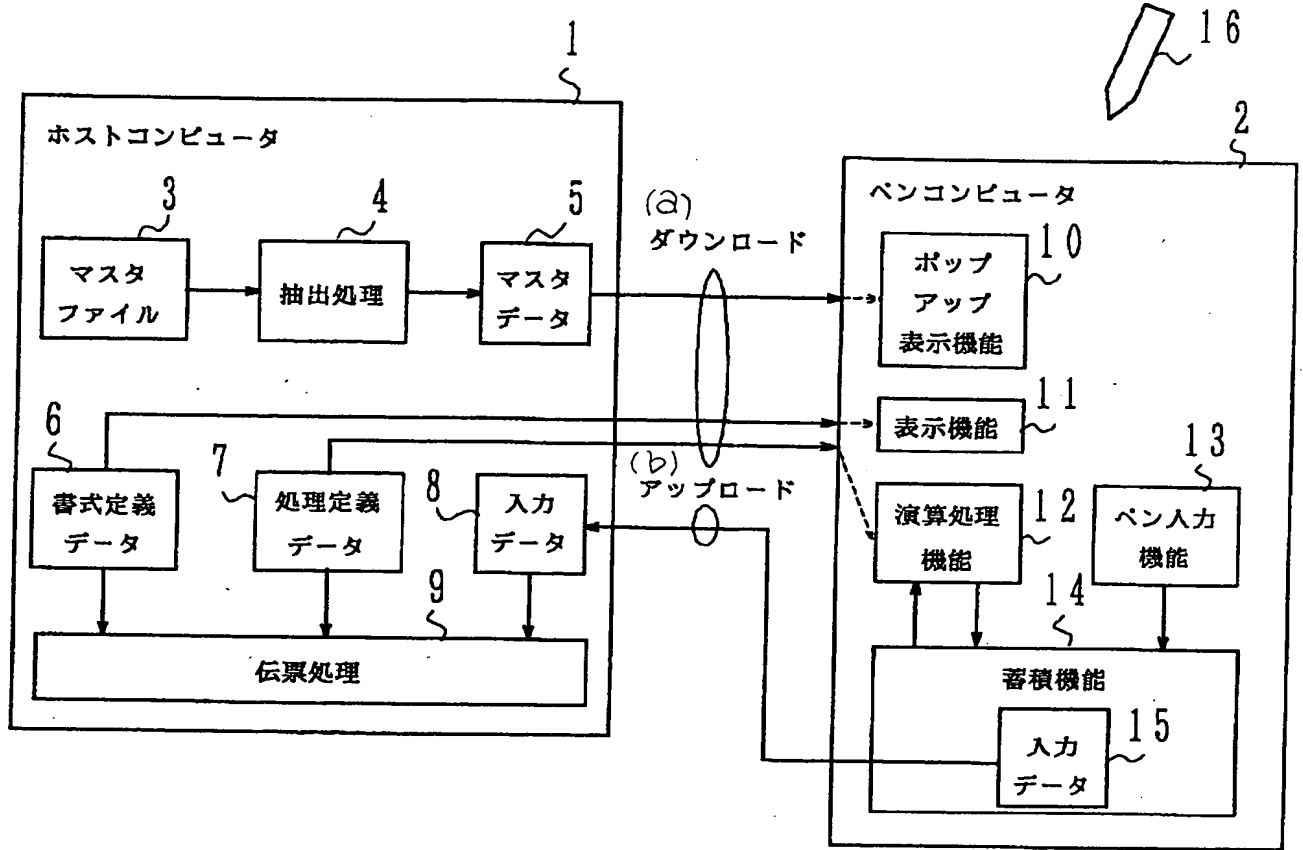 1
16
ホストコンピュータ
2
ペンコンピュータ
3
マスタ
ファイル
4
抽出処理
5
マスタ
データ
(a)
ダウンロード
10
ポップ
アップ
表示機能
11
表示機能
6
書式定義
データ
7
処理定義
データ
8
入力
データ
(b)
アップロード
12
演算処理
機能
13
ペン入力
機能
9
伝票処理
14
蓄積機能
15
入力
データ